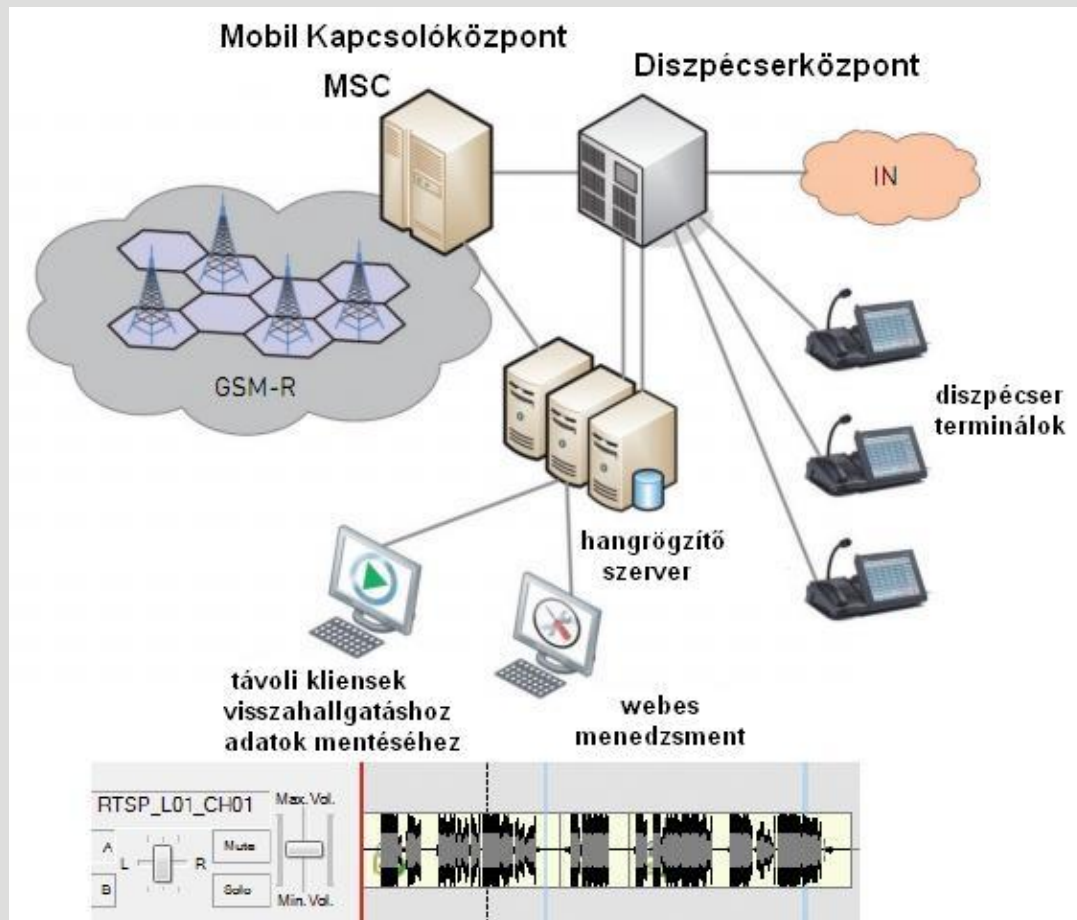 Mobil Kapcsolóközpont
MSC
Diszpécserközpont
IN
GSM-R
diszpécser
terminálok
hangrögzítő
szerver
távoli kliensek
visszahallgatáshoz
adatok mentéséhez
webes
menedzsment
RTSP_L01_CH01
Max. Vol.
A
L
R
Mute
B
Solo
Min. Vol.